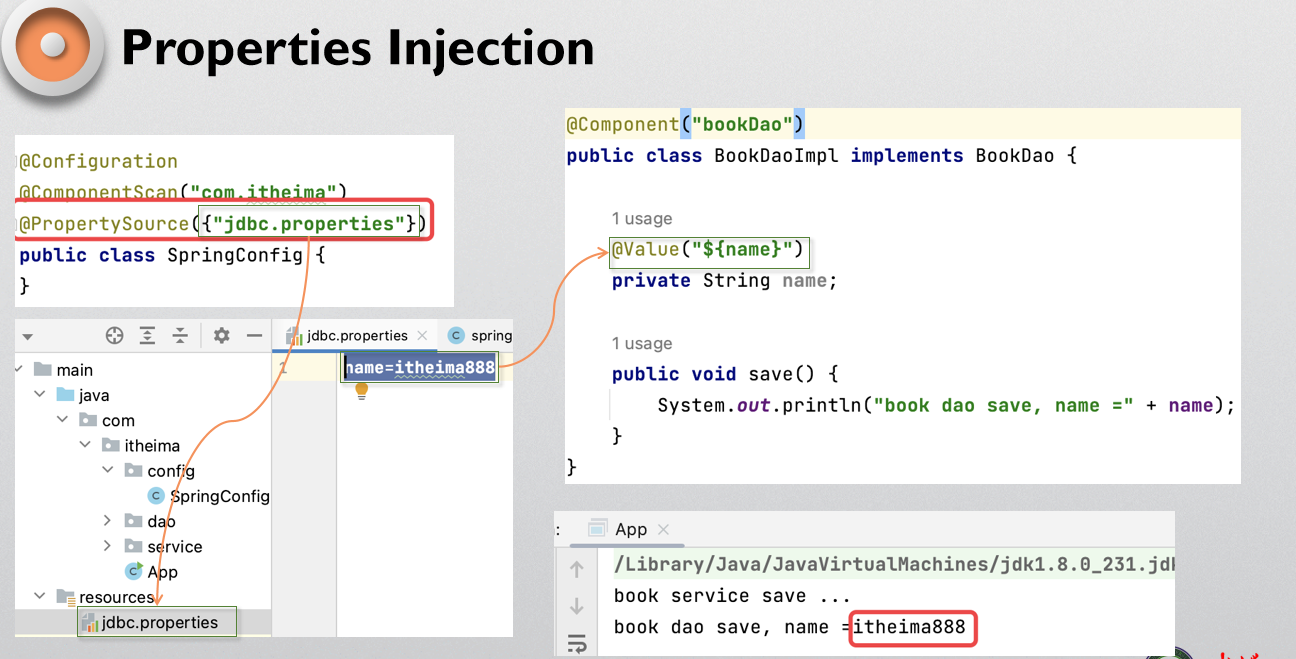 Properties Injection
@Configuration
@ComponentScan("com.itheima")
@PropertySource({"jdbc.properties"})
public class SpringConfig {
}
jdbc.properties
spring
main
java
com
itheima
config
SpringConfig
dao
service
App
resources
jdbc.properties
1
name=itheima888
@Component("bookDao")
public class BookDaoImpl implements BookDao {
1 usage
@Value("${name}")
private String name;
1 usage
public void save() {
System.out.println("book dao save, name =" + name);
}
}
: App
/Library/Java/JavaVirtualMachines/jdk1.8.0_231.jdk
book service save ...
book dao save, name =itheima888